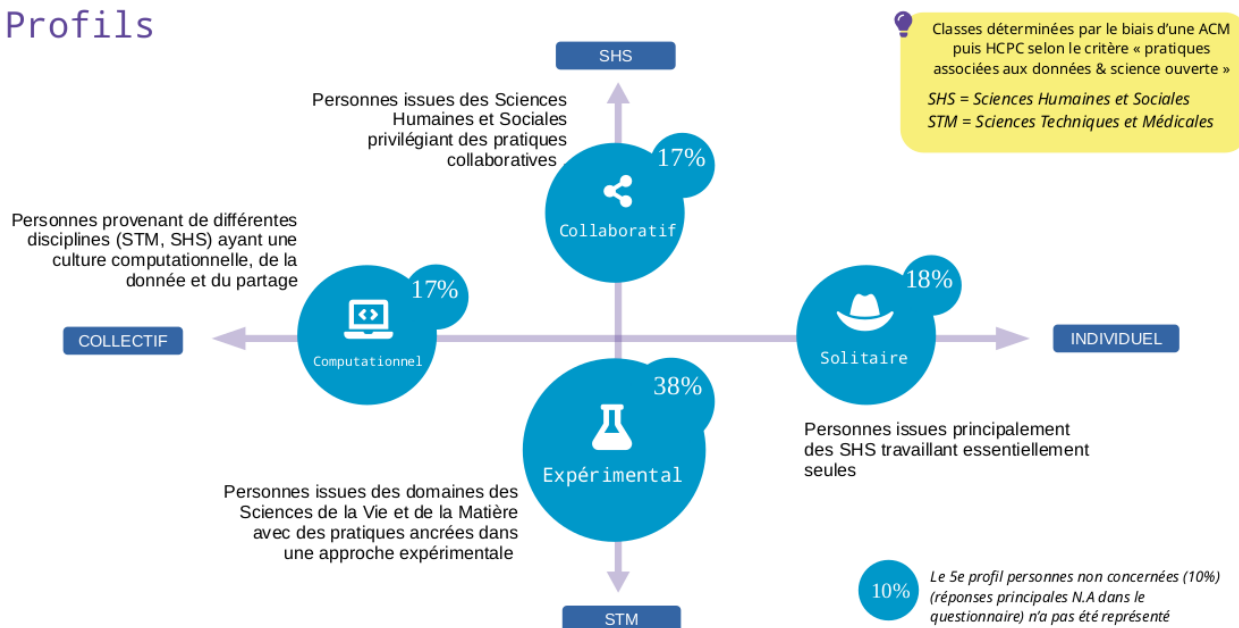 Profils
Classes déterminées par le biais d'une ACM
puis HCPC selon le critère « pratiques
associées aux données & science ouverte »
SHS = Sciences Humaines et Sociales
STM = Sciences Techniques et Médicales
SHS
Personnes issues des Sciences
Humaines et Sociales
privilégiant des pratiques
collaboratives .
17%
Collaboratif
Personnes provenant de différentes
disciplines (STM, SHS) ayant une
culture computationnelle, de la
donnée et du partage
17%
Computationnel
18%
Solitaire
COLLECTIF
INDIVIDUEL
38%
Expérimental
Personnes issues principalement
des SHS travaillant essentiellement
seules
Personnes issues des domaines des
Sciences de la Vie et de la Matière
avec des pratiques ancrées dans
une approche expérimentale
STM
10%
Le 5e profil personnes non concernées (10%)
(réponses principales N.A dans le
questionnaire) n'a pas été représenté